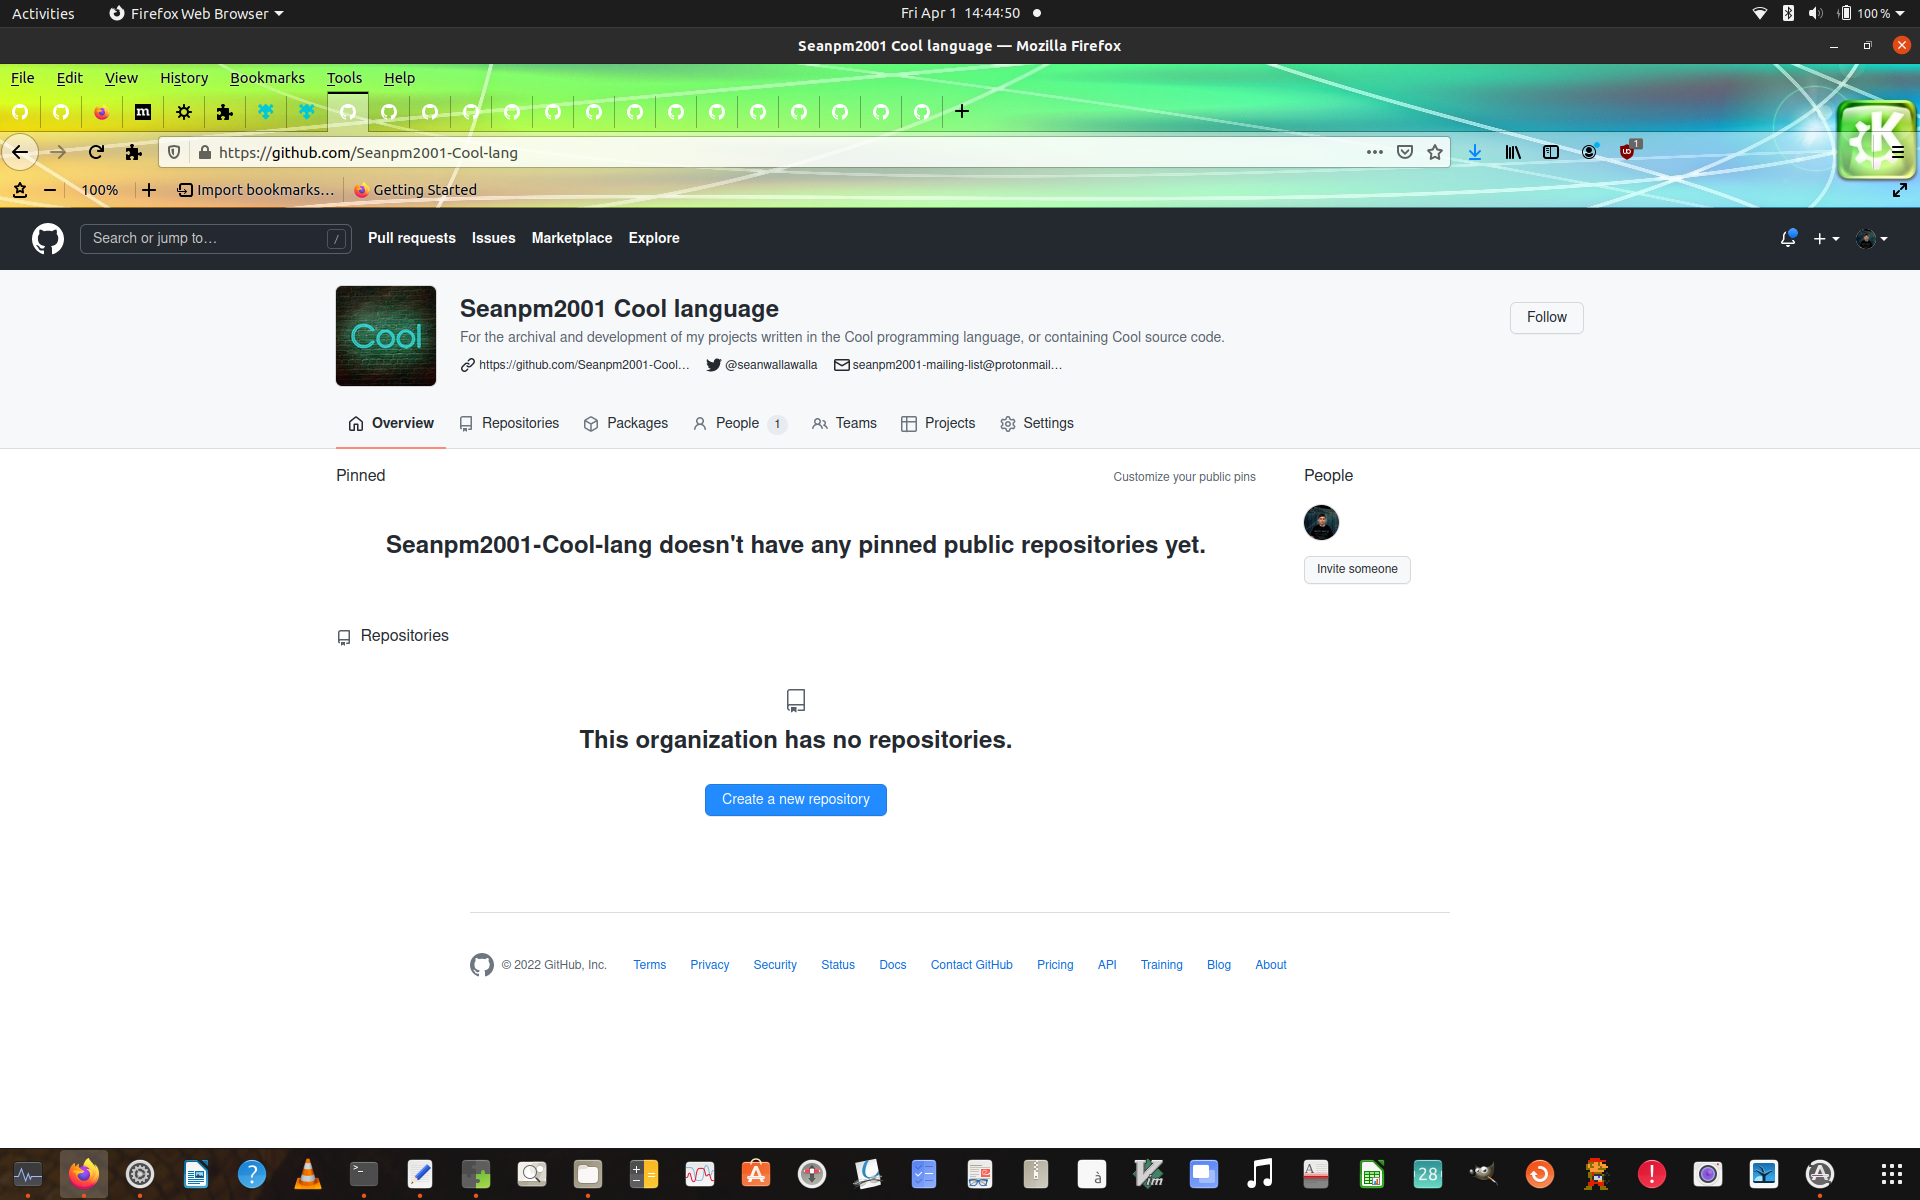 Activities Firefox Web Browser Fri Apr 1 14:44:50 100 %
Seanpm2001 Cool language — Mozilla Firefox
File Edit View History Bookmarks Tools Help
https://github.com/Seanpm2001-Cool-lang 1
100% Import bookmarks… Getting Started
Search or jump to… / Pull requests Issues Marketplace Explore
Cool
Seanpm2001 Cool language
Follow
For the archival and development of my projects written in the Cool programming language, or containing Cool source code.
https://github.com/Seanpm2001-Cool… @seanwallawalla seanpm2001-mailing-list@protonmail…
Overview Repositories Packages People 1 Teams Projects Settings
Pinned Customize your public pins People
Seanpm2001-Cool-lang doesn't have any pinned public repositories yet.
Invite someone
Repositories
This organization has no repositories.
Create a new repository
© 2022 GitHub, Inc. Terms Privacy Security Status Docs Contact GitHub Pricing API Training Blog About
28